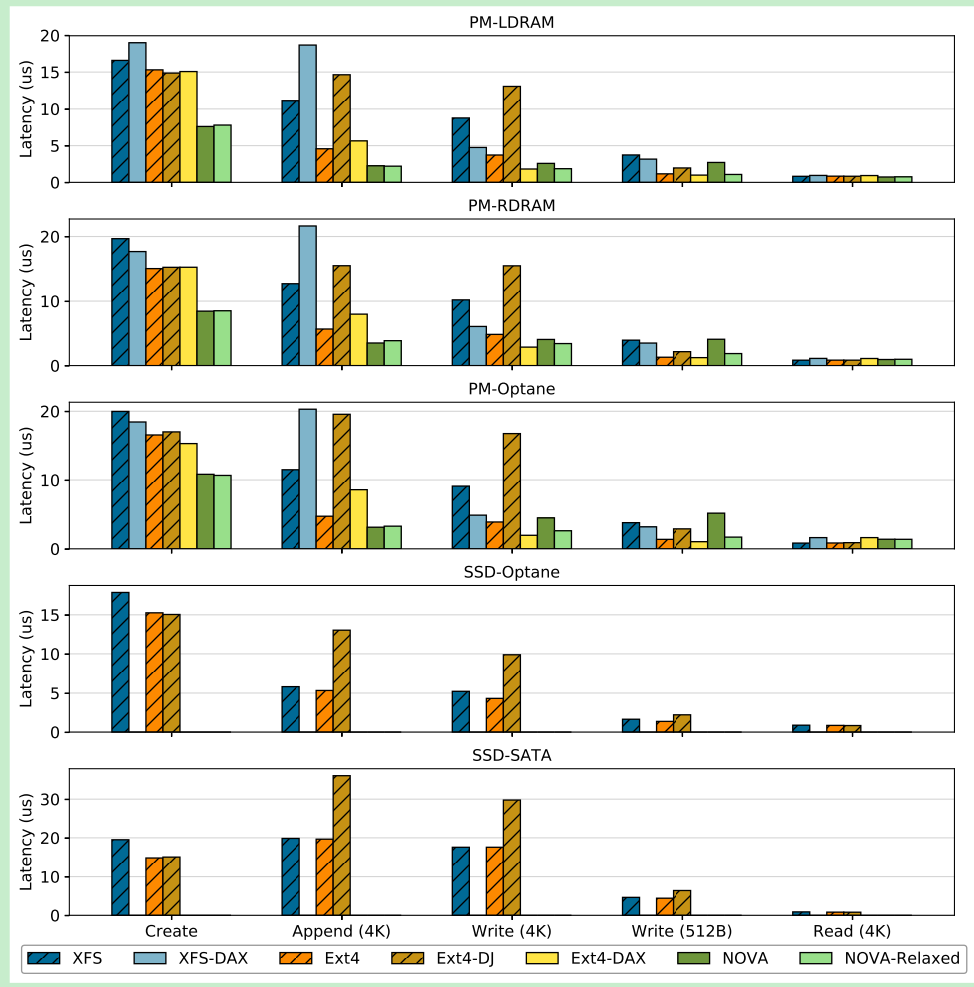 PM-LDRAM
Latency (us)
20
15
10
5
0
PM-RDRAM
Latency (us)
20
10
0
PM-Optane
Latency (us)
20
10
0
SSD-Optane
Latency (us)
15
10
5
0
SSD-SATA
Latency (us)
30
20
10
0
Create Append (4K) Write (4K) Write (512B) Read (4K)
XFS XFS-DAX Ext4 Ext4-DJ Ext4-DAX NOVA NOVA-Relaxed